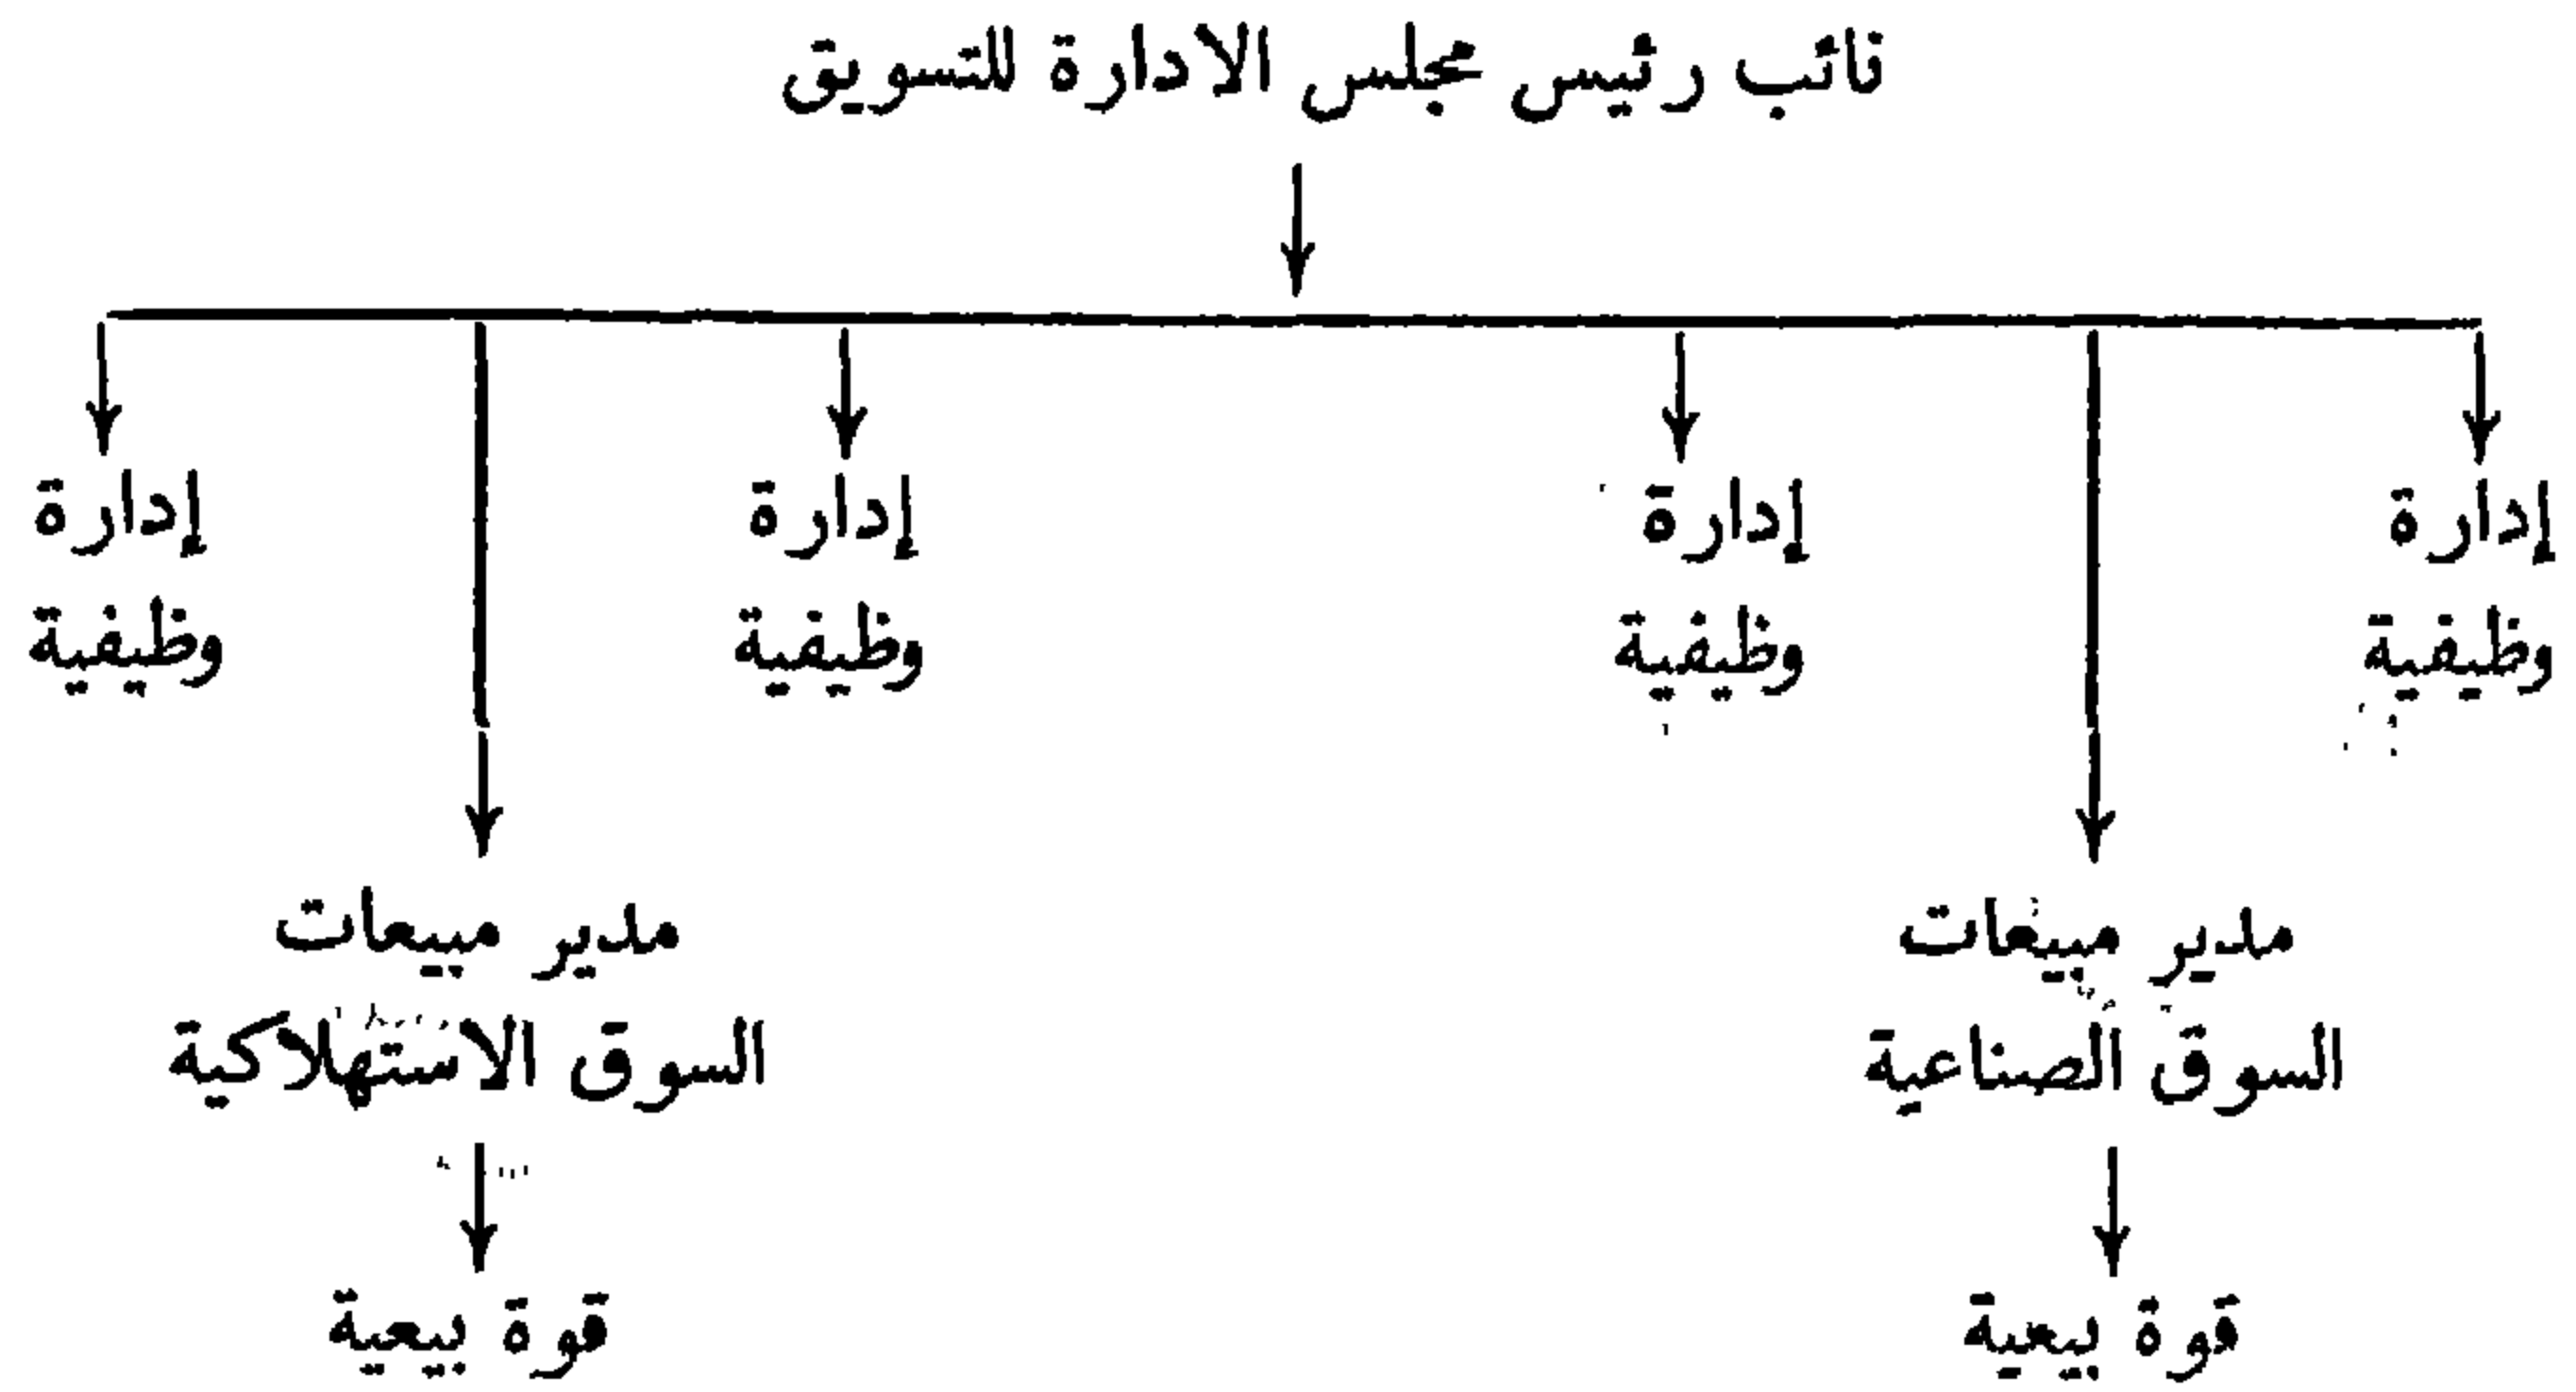 نائب رئيس مجلس الادارة للتسويق
إدارة
وظيفية
إدارة
وظيفية
إدارة
وظيفية
إدارة
وظيفية
مدير مبيعات
السوق الصناعية
قوة بيعية
مدير مبيعات
السوق الاستهلاكية
قوة بيعية